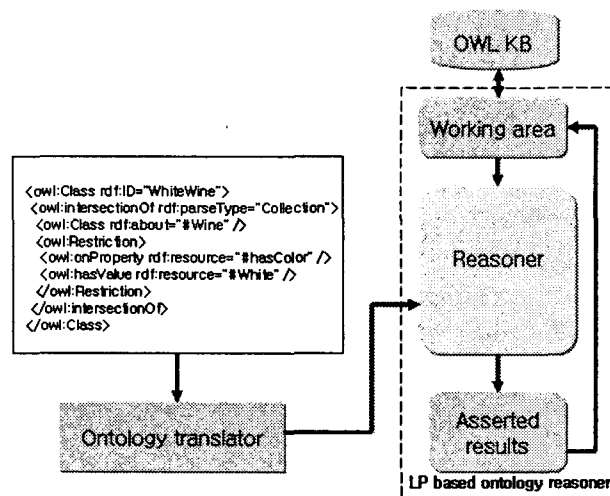 OWL KB
Working area
<owl:Class rdf:ID="WhiteWine">
<owl:intersectionOf rdf:parseType="Collection">
<owl:Class rdf:about="#Wine" />
<owl:Restriction>
<owl:onProperty rdf:resource="#hasColor" />
<owl:hasValue rdf:resource="#White" />
</owl:Restriction>
</owl:intersectionOf>
</owl:Class>
Reasoner
Ontology translator
Asserted
results
LP based ontology reasoner